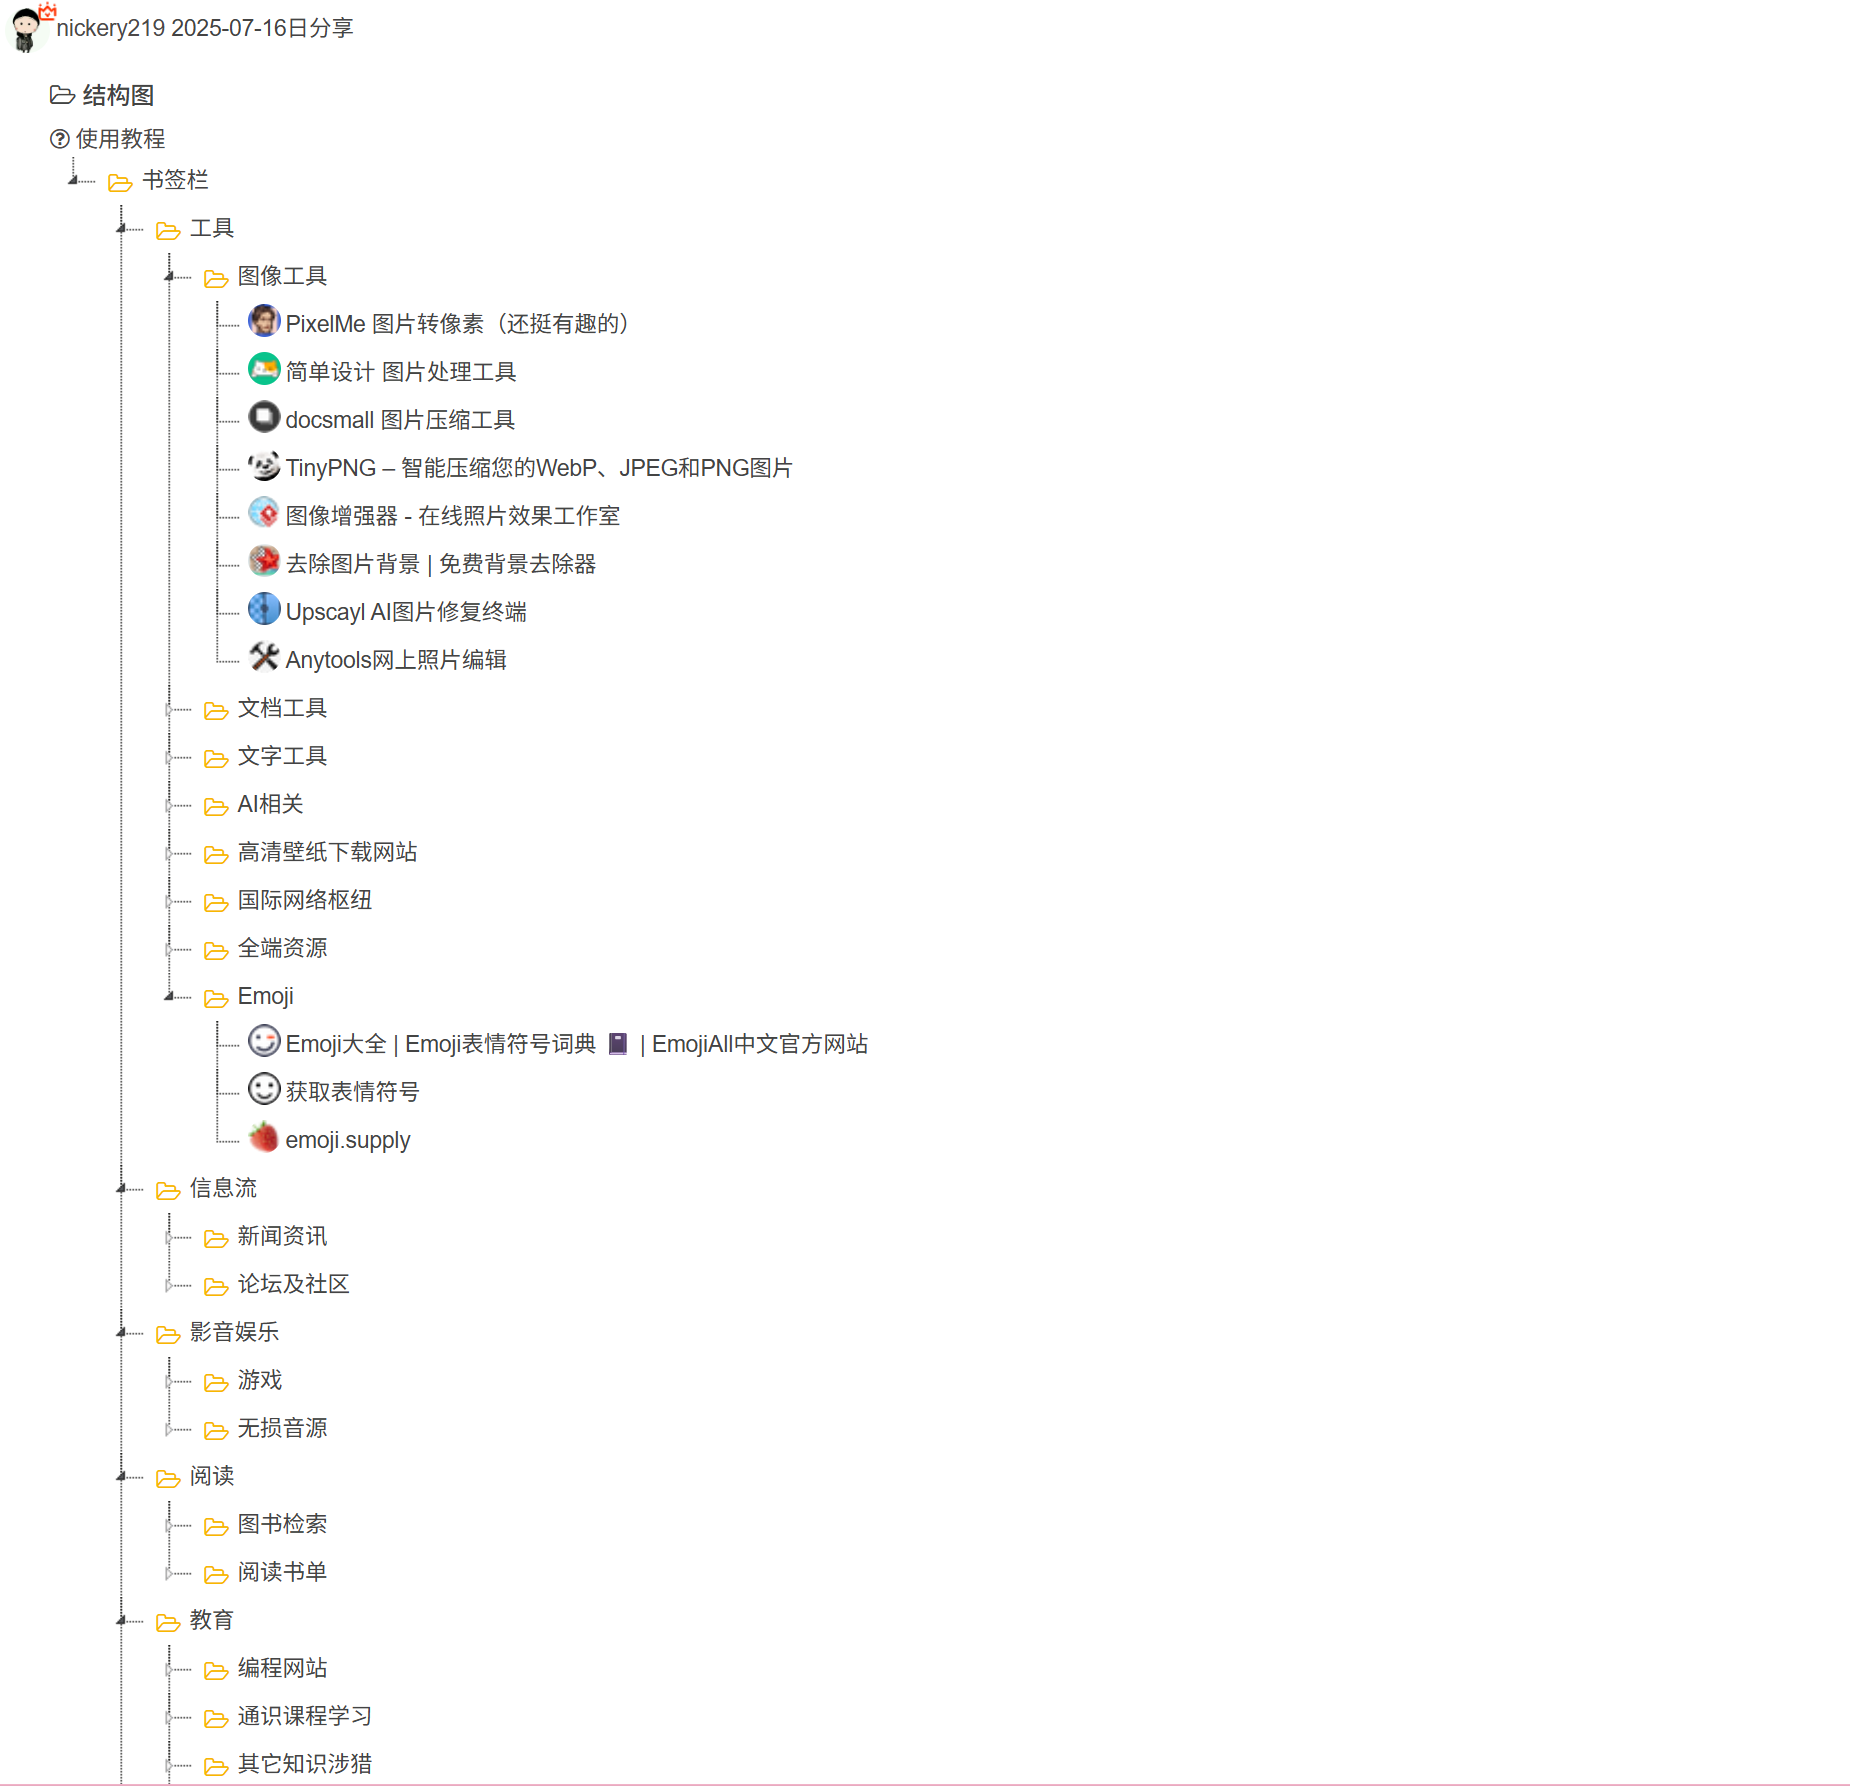 nickery219 2025-07-16日分享
结构图
使用教程
书签栏
工具
图像工具
PixelMe 图片转像素（还挺有趣的）
简单设计 图片处理工具
docsmall 图片压缩工具
TinyPNG – 智能压缩您的WebP、JPEG和PNG图片
图像增强器 - 在线照片效果工作室
去除图片背景 | 免费背景去除器
Upscayl AI图片修复终端
Anytools网上照片编辑
文档工具
文字工具
AI相关
高清壁纸下载网站
国际网络枢纽
全端资源
Emoji
Emoji大全 | Emoji表情符号词典 📓 | EmojiAll中文官方网站
获取表情符号
emoji.supply
信息流
新闻资讯
论坛及社区
影音娱乐
游戏
无损音源
阅读
图书检索
阅读书单
教育
编程网站
通识课程学习
其它知识涉猎